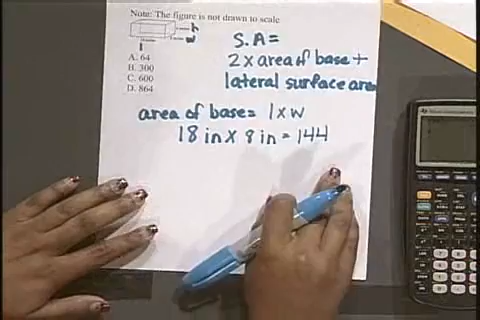 Note: The figure is not drawn to scale
h
w
l
A. 64
B. 300
C. 600
D. 864
S.A=
2 x area of base +
lateral surface area
area of base = l x w
18 in x 8 in = 144